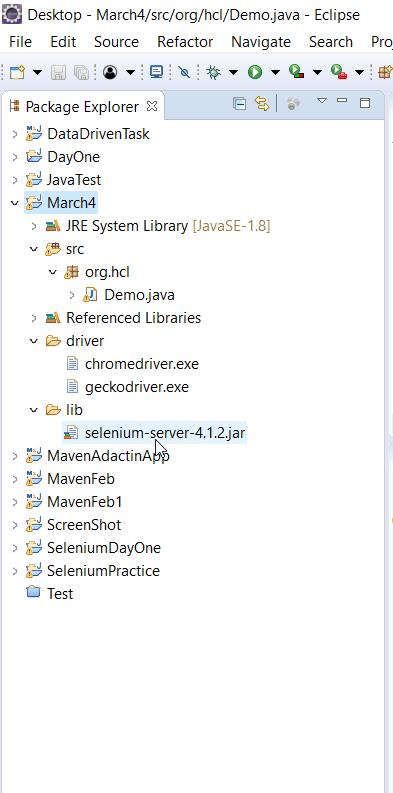 Desktop - March4/src/org/hcl/Demo.java - Eclipse
File Edit Source Refactor Navigate Search Proj
Package Explorer
DataDrivenTask
DayOne
JavaTest
March4
JRE System Library [JavaSE-1.8]
src
org.hcl
Demo.java
Referenced Libraries
driver
chromedriver.exe
geckodriver.exe
lib
selenium-server-4.1.2.jar
MavenAdactinApp
MavenFeb
MavenFeb1
ScreenShot
SeleniumDayOne
SeleniumPractice
Test